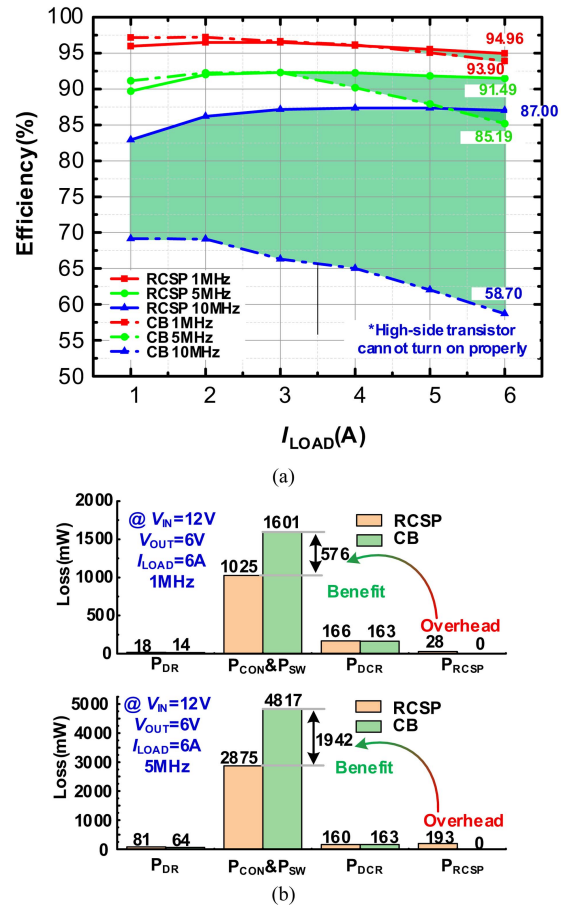 100
95
90
85
80
75
70
65
60
55
50
Efficiency(%)
94.96
93.90
91.49
87.00
85.19
58.70
RCSP 1MHz
RCSP 5MHz
RCSP 10MHz
CB 1MHz
CB 5MHz
CB 10MHz
*High-side transistor
cannot turn on properly
1 2 3 4 5 6
ILOAD(A)
(a)
2000
1500
1000
500
0
Loss(mW)
@ VIN=12V
VOUT=6V
ILOAD=6A
1MHz
RCSP
CB
18 14
1025 1601
576
Benefit
166 163
Overhead
28 0
PDR PCON&PSW PDCR PRCSP
5000
4000
3000
2000
1000
0
Loss(mW)
@ VIN=12V
VOUT=6V
ILOAD=6A
5MHz
RCSP
CB
81 64
2875 4817
1942
Benefit
160 163
Overhead
193 0
PDR PCON&PSW PDCR PRCSP
(b)